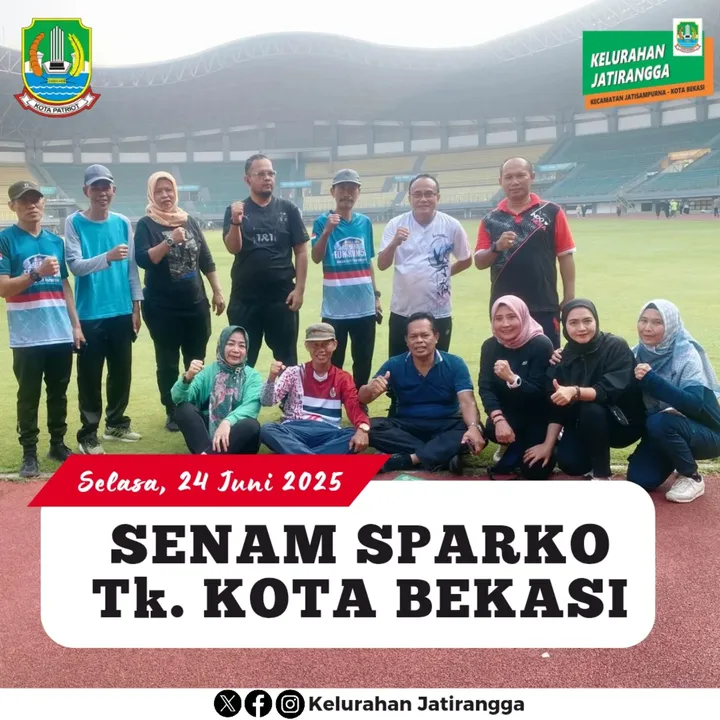 KOTA PATRIOT
KELURAHAN
JATIRANGGA
KECAMATAN JATISAMPURNA - KOTA BEKASI
Selasa, 24 Juni 2025
SENAM SPARKO
Tk. KOTA BEKASI
Kelurahan Jatirangga